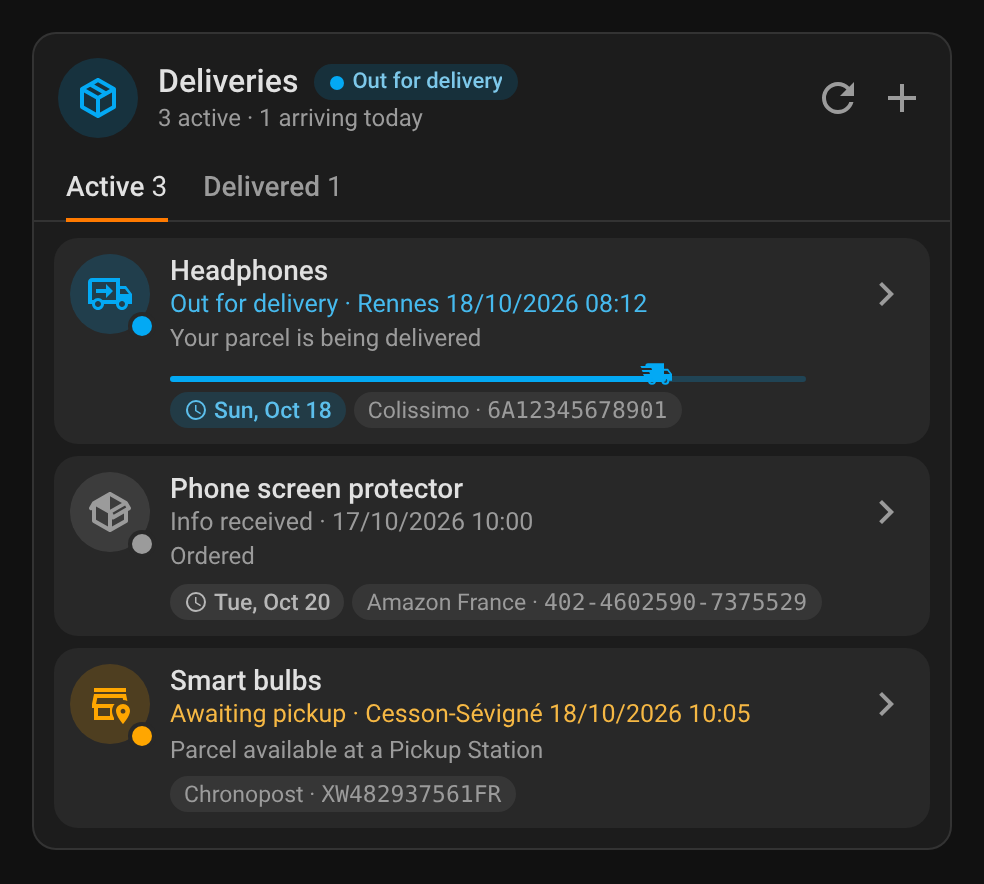 Deliveries
Out for delivery
3 active · 1 arriving today
Active 3
Delivered 1
Headphones
Out for delivery · Rennes 18/10/2026 08:12
Your parcel is being delivered
Sun, Oct 18
Colissimo · 6A12345678901
Phone screen protector
Info received · 17/10/2026 10:00
Ordered
Tue, Oct 20
Amazon France · 402-4602590-7375529
Smart bulbs
Awaiting pickup · Cesson-Sévigné 18/10/2026 10:05
Parcel available at a Pickup Station
Chronopost · XW482937561FR